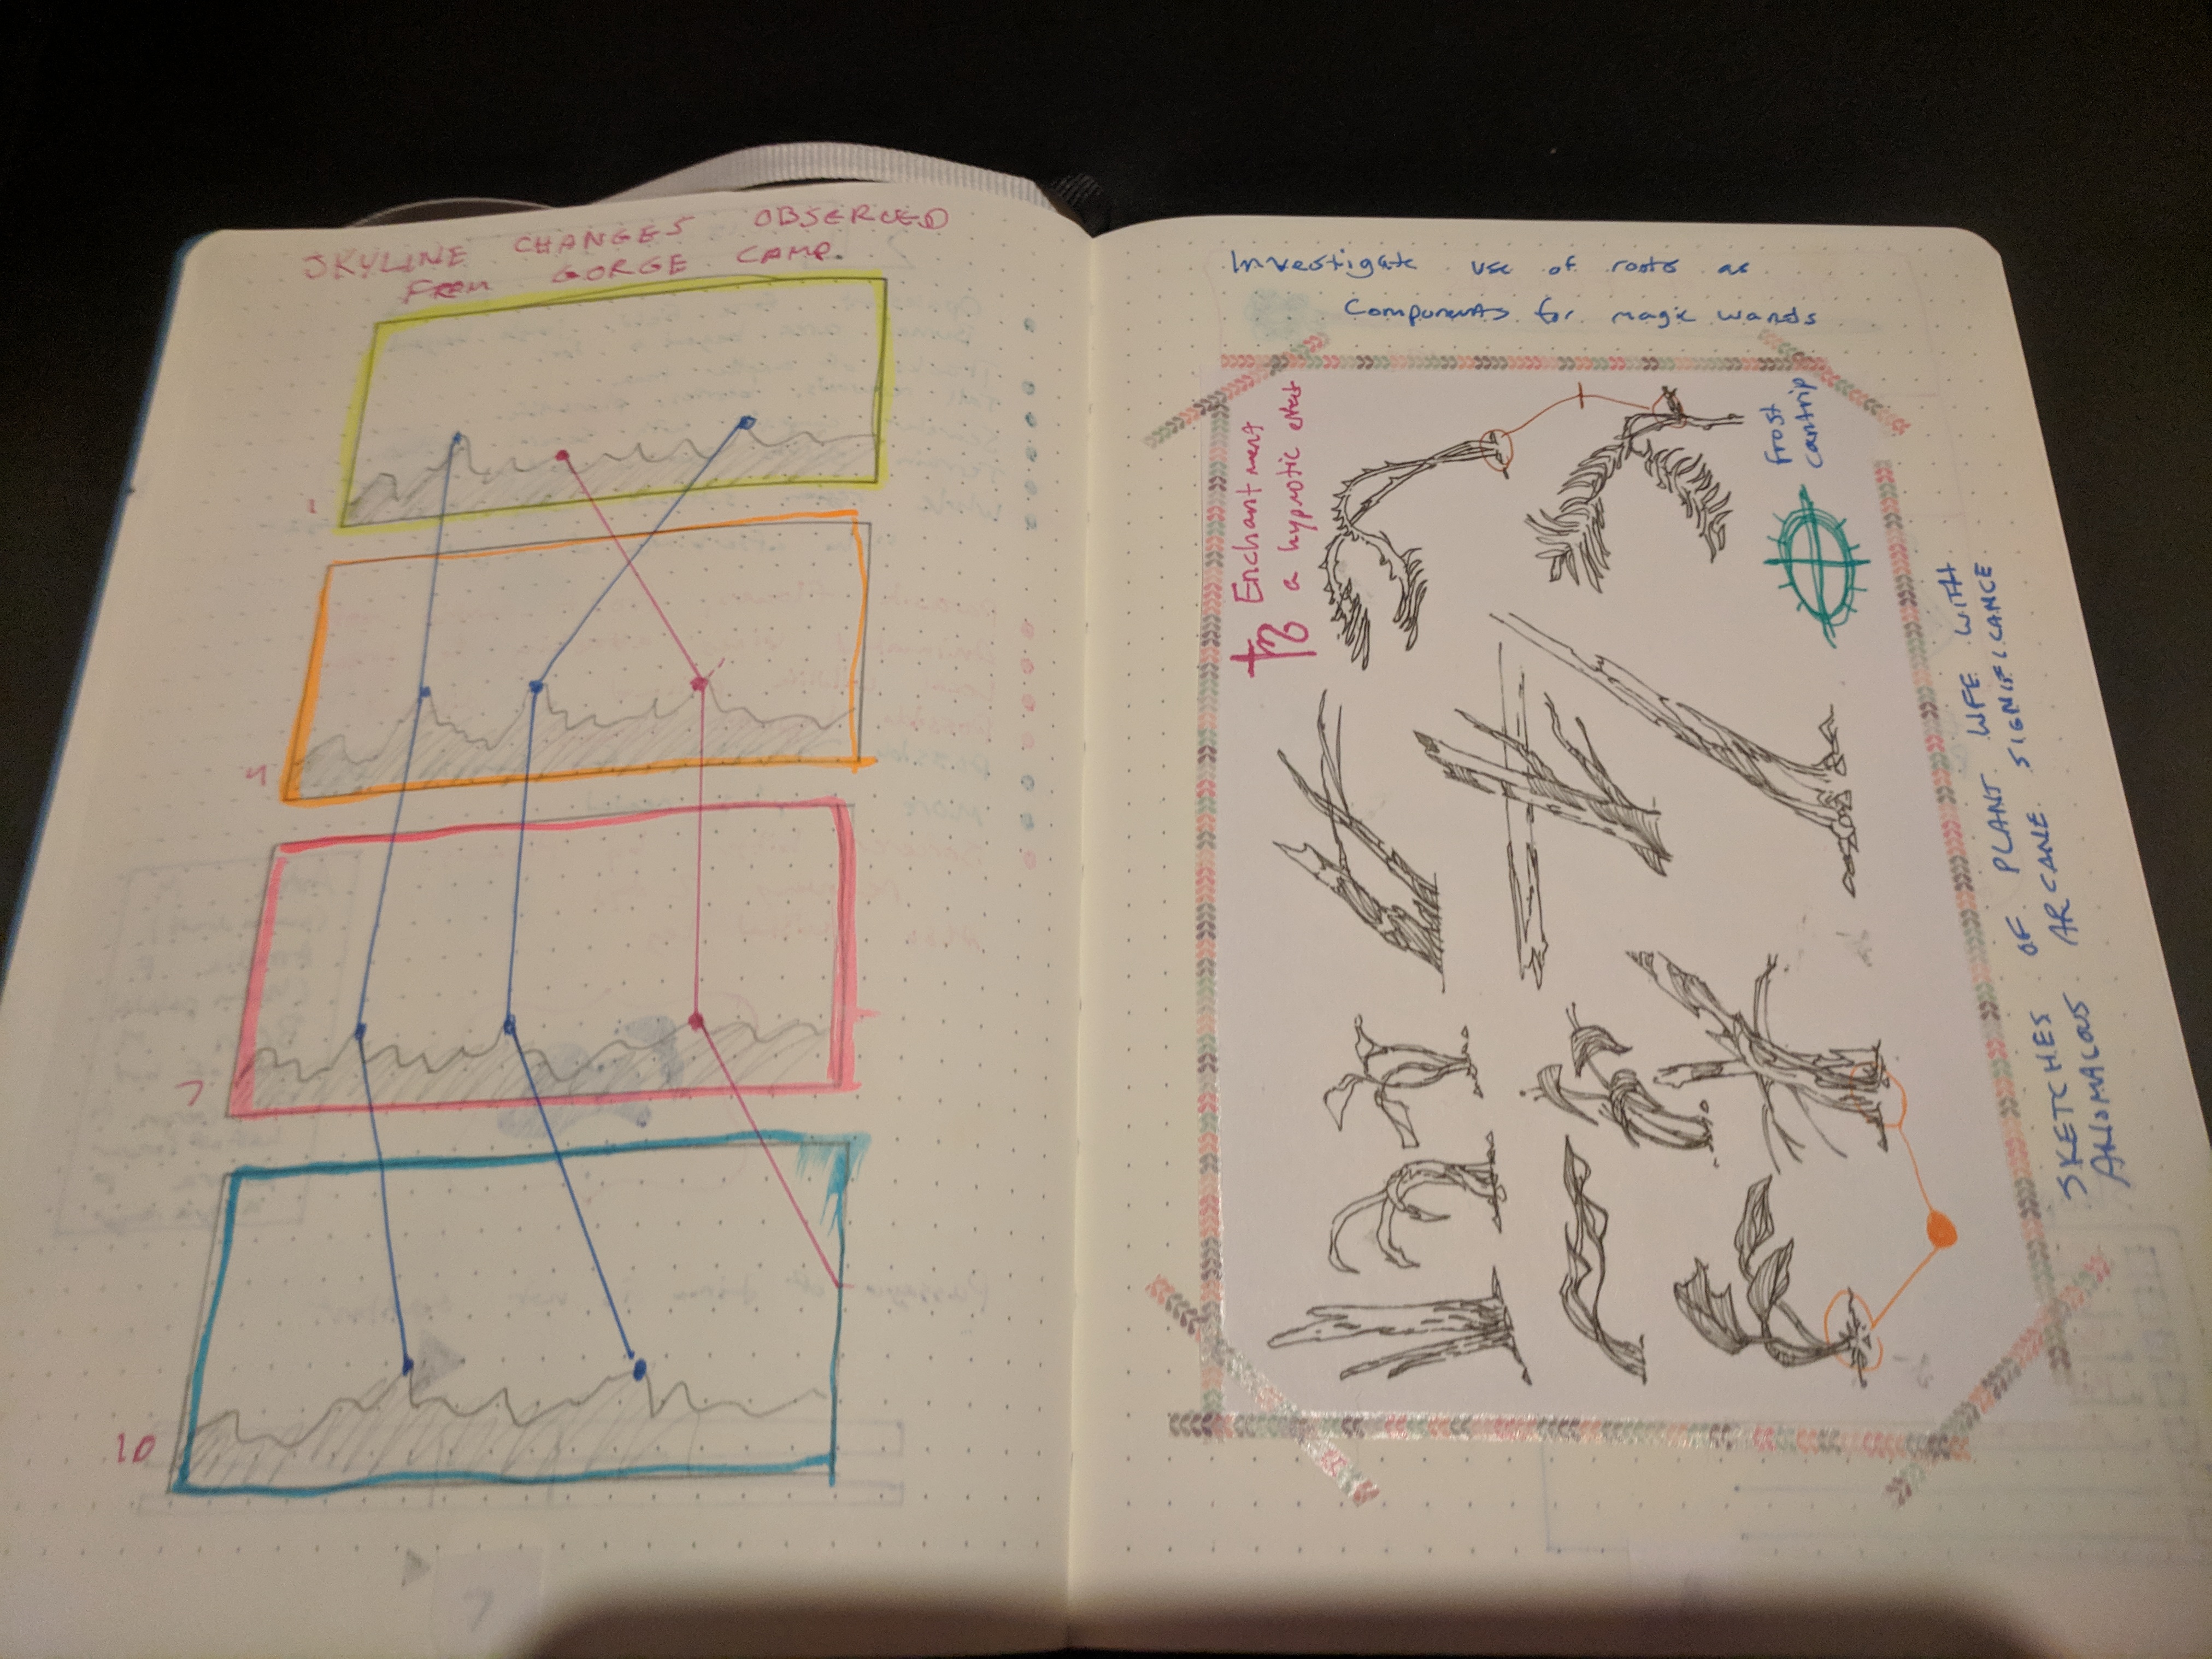 SKYLINE CHANGES OBSERVED
FROM GORGE CAMP.
1
4
7
10
Investigate use of roots as
components for magic wands
Enchantment
a hypnotic effect
Frost
cantrip
SKETCHES OF PLANT LIFE WITH
ANOMALOUS ARCANE SIGNIFICANCE